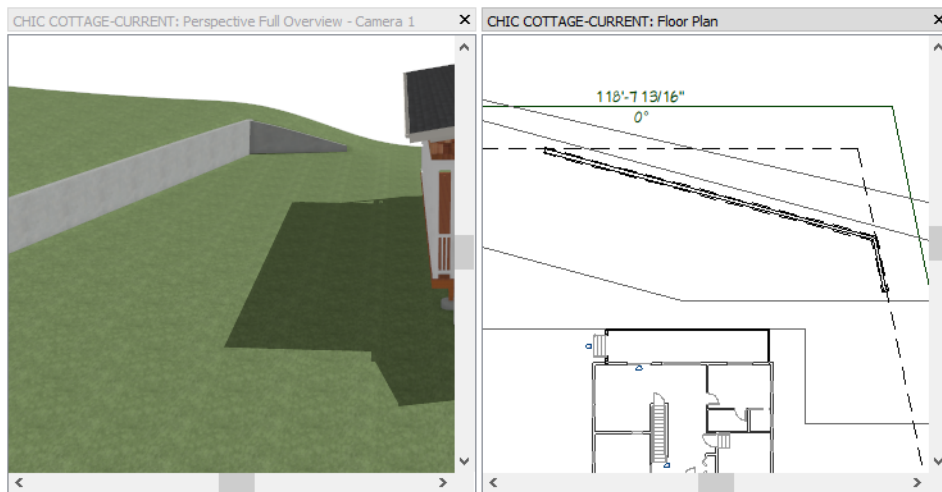 CHIC COTTAGE-CURRENT: Perspective Full Overview - Camera 1
CHIC COTTAGE-CURRENT: Floor Plan
118'-7 13/16"
0°